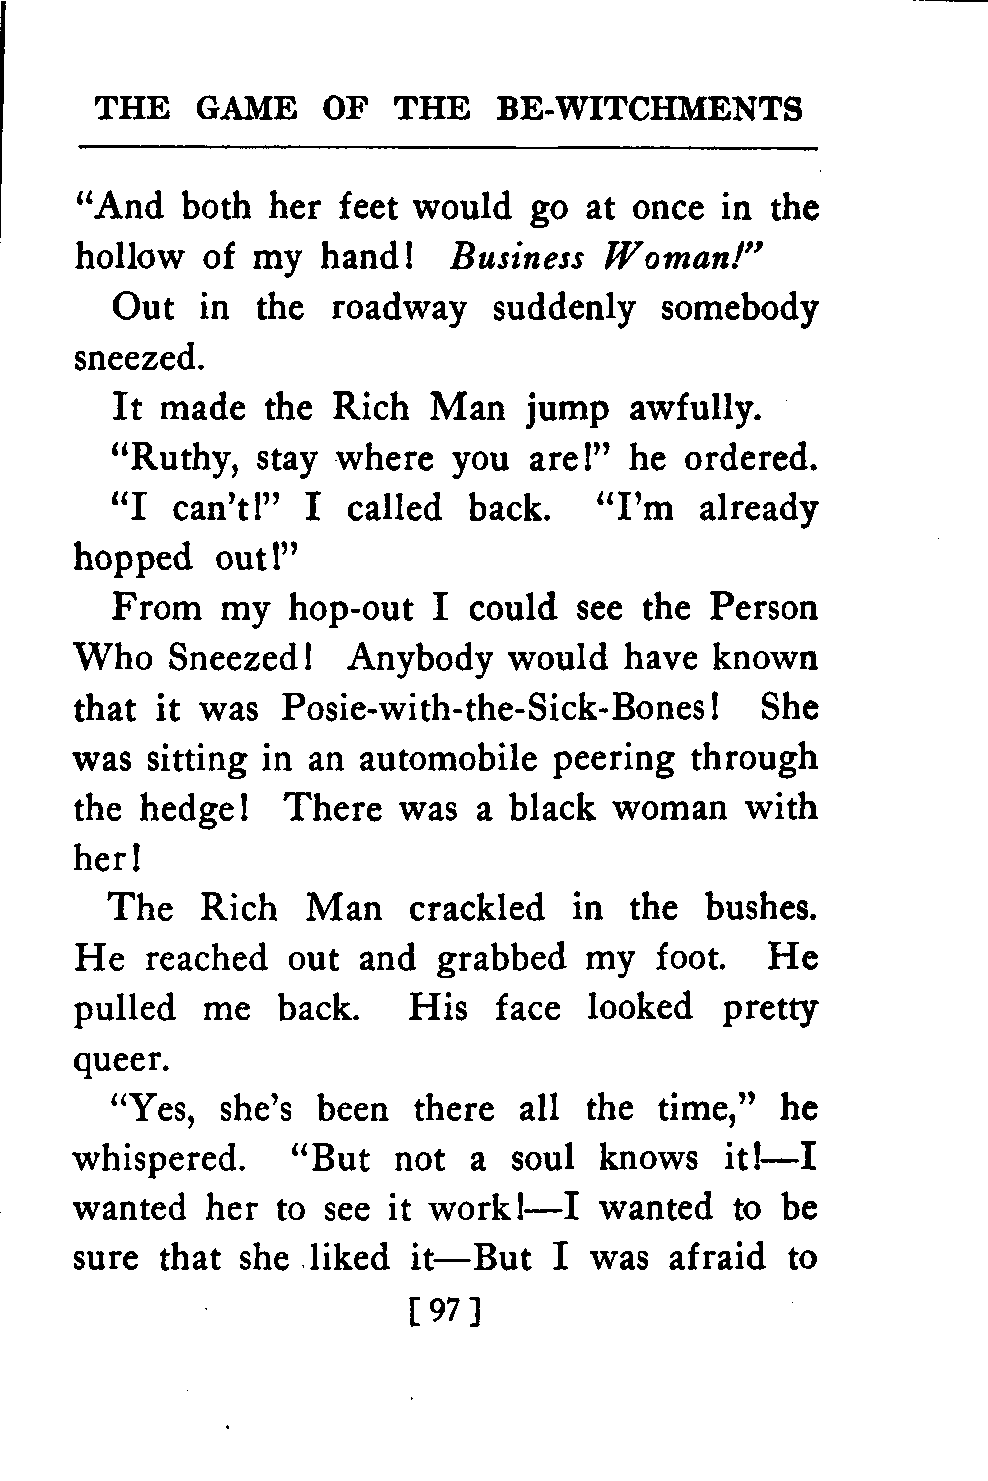 THE GAME OF THE BE-WITCHMENTS
“And both her feet would go at once in the
hollow of my hand! Business Woman!”
Out in the roadway suddenly somebody
sneezed.
It made the Rich Man jump awfully.
“Ruthy, stay where you are!” he ordered.
“I can’t!” I called back. “I’m already
hopped out!”
From my hop-out I could see the Person
Who Sneezed! Anybody would have known
that it was Posie-with-the-Sick-Bones! She
was sitting in an automobile peering through
the hedge! There was a black woman with
her!
The Rich Man crackled in the bushes.
He reached out and grabbed my foot. He
pulled me back. His face looked pretty
queer.
“Yes, she’s been there all the time,” he
whispered. “But not a soul knows it!—I
wanted her to see it work!—I wanted to be
sure that she liked it—But I was afraid to
[ 97 ]